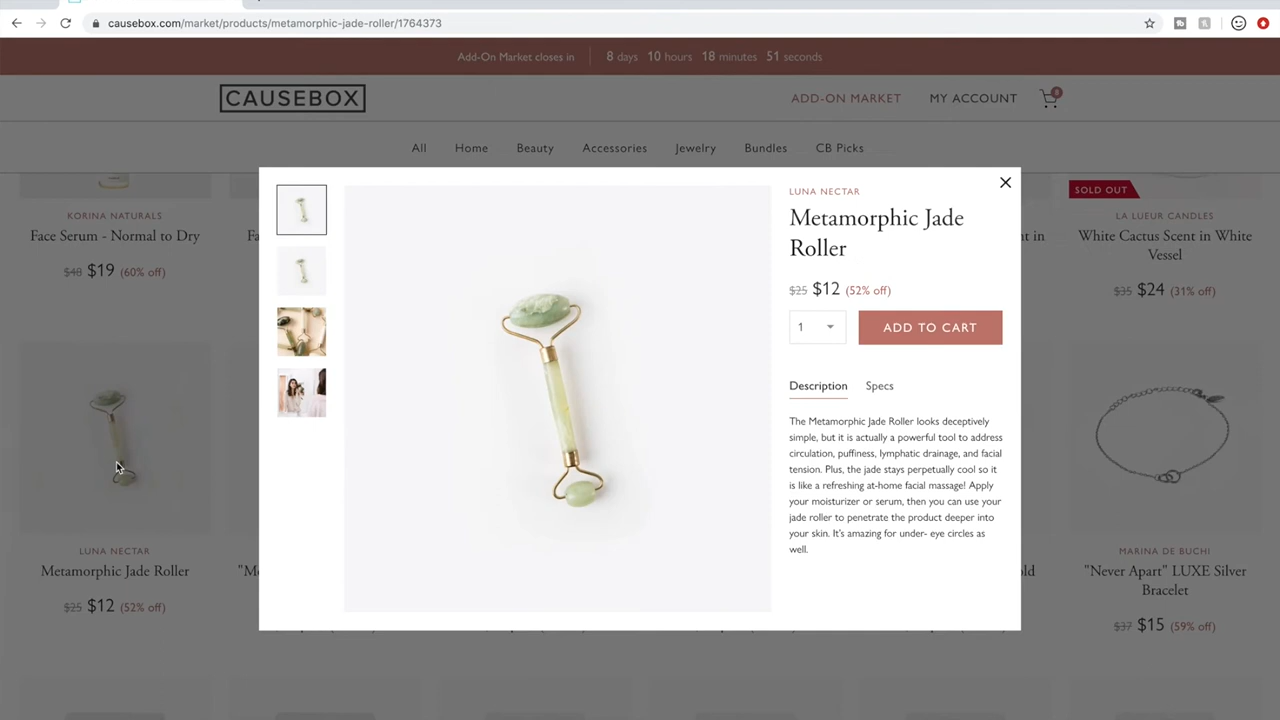 causebox.com/market/products/metamorphic-jade-roller/1764373
Add-On Market closes in 8 days 10 hours 18 minutes 51 seconds
CAUSEBOX
ADD-ON MARKET MY ACCOUNT
All Home Beauty Accessories Jewelry Bundles CB Picks
KORINA NATURALS
Face Serum - Normal to Dry
$48 $19 (60% off)
SOLD OUT
LA LUEUR CANDLES
White Cactus Scent in White
Vessel
$35 $24 (31% off)
LUNA NECTAR
Metamorphic Jade
Roller
$25 $12 (52% off)
1 ADD TO CART
Description Specs
The Metamorphic Jade Roller looks deceptively
simple, but it is actually a powerful tool to address
circulation, puffiness, lymphatic drainage, and facial
tension. Plus, the jade stays perpetually cool so it
is like a refreshing at-home facial massage! Apply
your moisturizer or serum, then you can use your
jade roller to penetrate the product deeper into
your skin. It's amazing for under- eye circles as
well.
LUNA NECTAR
Metamorphic Jade Roller
$25 $12 (52% off)
MARINA DE BUCHI
"Never Apart" LUXE Silver
Bracelet
$37 $15 (59% off)